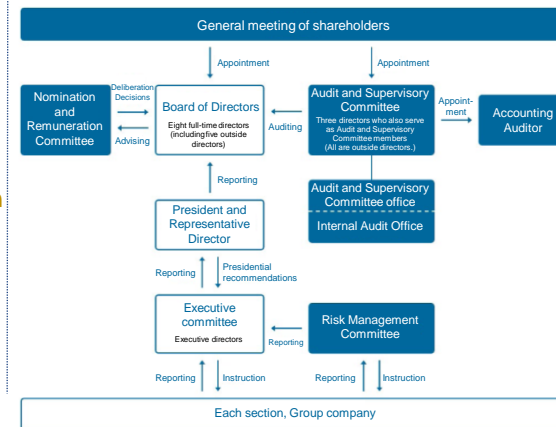 General meeting of shareholders
Appointment
Appointment
Nomination
and
Remuneration
Committee
Deliberation
Decisions
Advising
Board of Directors
Eight full-time directors
(including five outside
directors)
Auditing
Audit and Supervisory
Committee
Three directors who also serve
as Audit and Supervisory
Committee members
(All are outside directors.)
Appoint-
ment
Accounting
Auditor
Reporting
Audit and Supervisory
Committee office
Internal Audit Office
President and
Representative
Director
Reporting
Presidential
recommendations
Executive
committee
Executive directors
Reporting
Risk Management
Committee
Reporting
Instruction
Reporting
Instruction
Each section, Group company